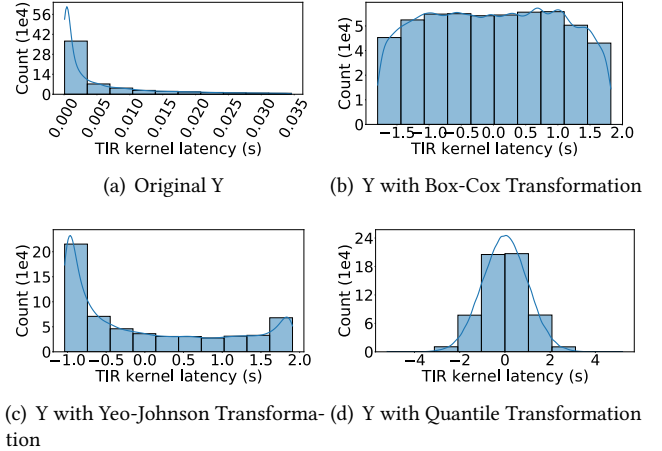 Count (1e4)
56
42
28
14
0
0.000
0.005
0.010
0.015
0.020
0.025
0.030
0.035
TIR kernel latency (s)
(a) Original Y
Count (1e4)
5
4
2
1
0
−1.5−1.0−0.5 0.0 0.5 1.0 1.5 2.0
TIR kernel latency (s)
(b) Y with Box-Cox Transformation
Count (1e4)
20
15
10
5
0
−1.0 −0.5 0.0 0.5 1.0 1.5 2.0
TIR kernel latency (s)
(c) Y with Yeo-Johnson Transforma-
tion
Count (1e4)
24
18
12
6
0
−4 −2 0 2 4
TIR kernel latency (s)
(d) Y with Quantile Transformation